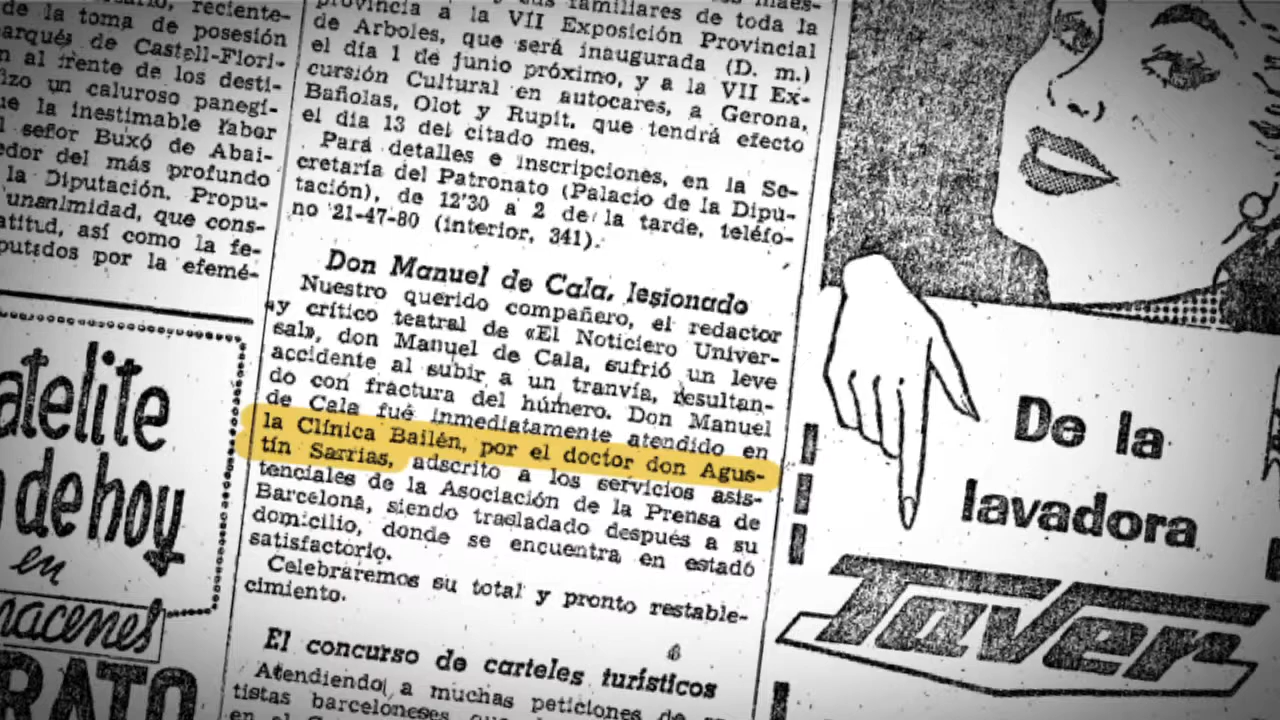 de la toma de posesión
arqués de Castell-Flori-
al frente de los desti-
izo un caluroso panegí-
la inestimable labor
señor Buxó de Abai-
edor del más profundo
la Diputación. Propu-
unanimidad, que cons-
atitud, así como la fe-
putados por la efemé-
atelite
de hoy
en
macenes
RATO
familiares de toda la
provincia a la VII Exposición Provincial
de Arboles, que será inaugurada (D. m.)
el día 1 de junio próximo, y a la VII Ex-
cursión Cultural en autocares, a Gerona,
Bañolas, Olot y Rupit, que tendrá efecto
el día 13 del citado mes.
Para detalles e inscripciones, en la Se-
cretaría del Patronato (Palacio de la Dipu-
tación), de 12'30 a 2 de la tarde, teléfo-
no 21-47-80 (interior, 341).
Don Manuel de Cala, lesionado
Nuestro querido compañero, el redactor
y crítico teatral de «El Noticiero Univer-
sal», don Manuel de Cala, sufrió un leve
accidente al subir a un tranvía, resultan-
do con fractura del húmero. Don Manuel
de Cala fué inmediatamente atendido en
la Clínica Bailén, por el doctor don Agus-
tín Sarrias, adscrito a los servicios asis-
tenciales de la Asociación de la Prensa de
Barcelona, siendo trasladado después a su
domicilio, donde se encuentra en estado
satisfactorio.
Celebraremos su total y pronto restable-
cimiento.
El concurso de carteles turísticos
Atendiendo a muchas peticiones de
tistas barceloneses que
en el
De la
lavadora
Taver